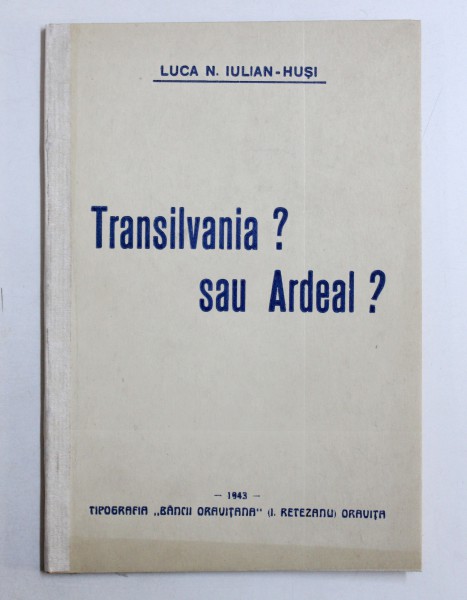 LUCA N. IULIAN-HUȘI
Transilvania ?
sau Ardeal ?
– 1943 –
TIPOGRAFIA „BĂNCII ORAVIȚANA" (I. RETEZANU) ORAVIȚA